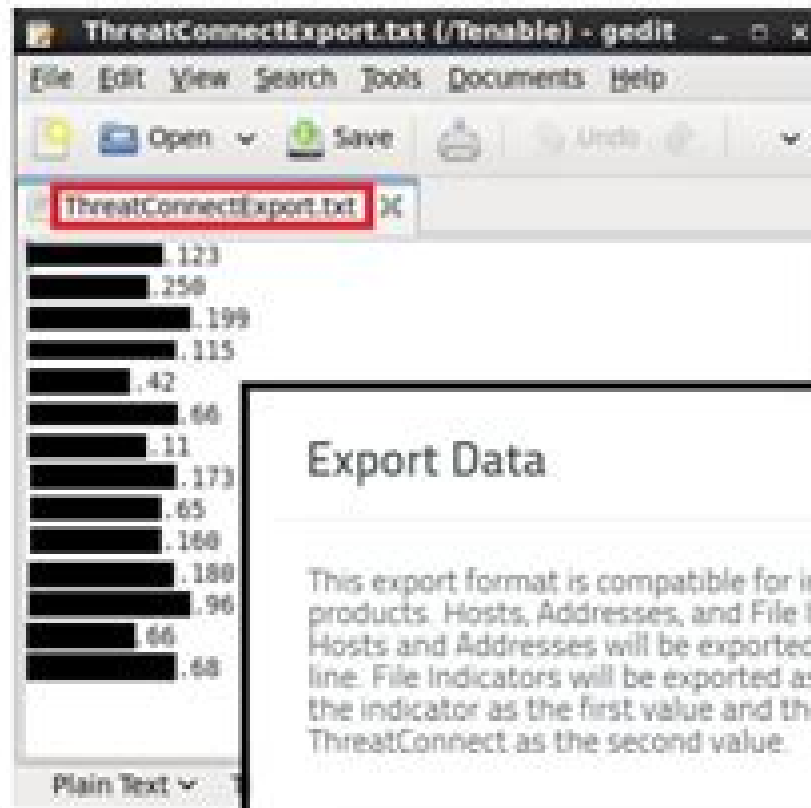 ThreatConnectExport.txt (/Tenable) - gedit
File Edit View Search Tools Documents Help
Open Save Undo
ThreatConnectExport.txt
.123
.250
.199
.115
.42
.66
.11
.173
.65
.160
.180
.96
.66
.68
Plain Text
Export Data
This export format is compatible for
products. Hosts, Addresses, and File
Hosts and Addresses will be exported
line. File Indicators will be exported as
the indicator as the first value and
ThreatConnect as the second value.